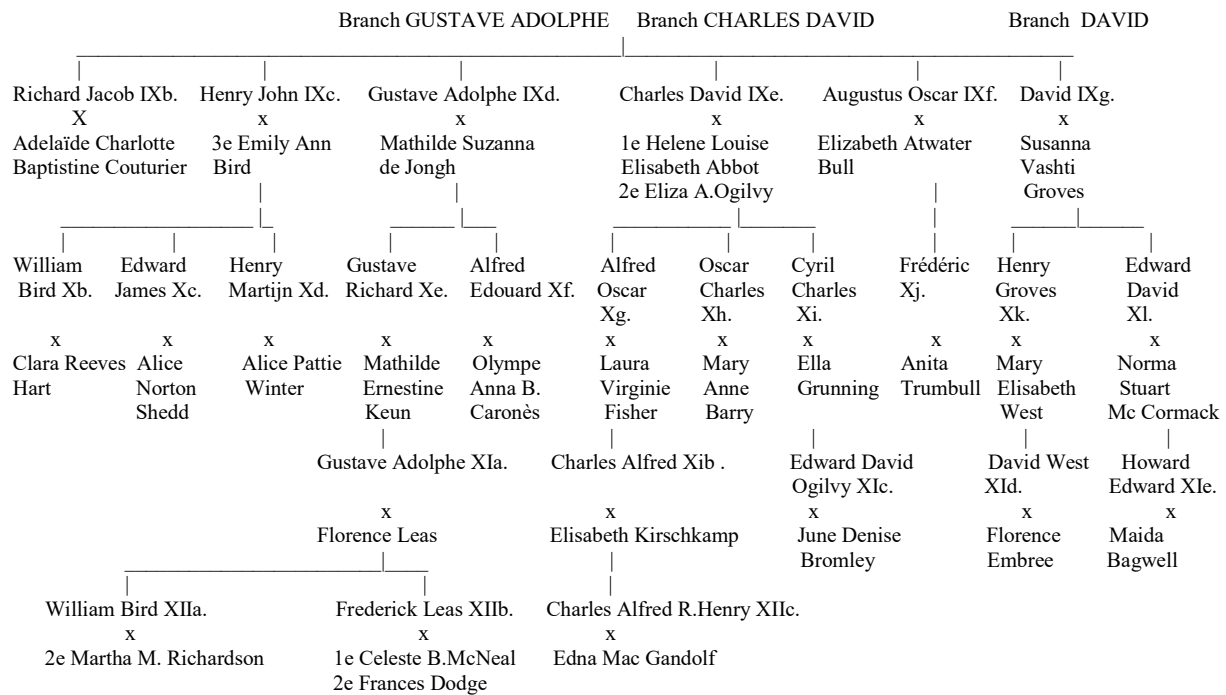 Branch GUSTAVE ADOLPHE Branch CHARLES DAVID Branch DAVID
Richard Jacob IXb. Henry John IXc. Gustave Adolphe IXd. Charles David IXe. Augustus Oscar IXf. David IXg.
X x x x x x
Adelaïde Charlotte 3e Emily Ann Mathilde Suzanna 1e Helene Louise Elizabeth Atwater Susanna
Baptistine Couturier Bird de Jongh Elisabeth Abbot Bull Vashti
2e Eliza A.Ogilvy Groves
William Edward Henry Gustave Alfred Alfred Oscar Cyril Frédéric Henry Edward
Bird Xb. James Xc. Martijn Xd. Richard Xe. Edouard Xf. Oscar Charles Charles Xj. Groves David
Xg. Xh. Xi. Xk. Xl.
x x x x x x x x x x x
Clara Reeves Alice Alice Pattie Mathilde Olympe Laura Mary Ella Anita Mary Norma
Hart Norton Winter Ernestine Anna B. Virginie Anne Grunning Trumbull Elisabeth Stuart
Shedd Keun Caronès Fisher Barry West Mc Cormack
Gustave Adolphe XIa. Charles Alfred Xib . Edward David David West Howard
Ogilvy XIc. XId. Edward XIe.
x x x x x
Florence Leas Elisabeth Kirschkamp June Denise Florence Maida
Bromley Embree Bagwell
William Bird XIIa. Frederick Leas XIIb. Charles Alfred R.Henry XIIc.
x x x
2e Martha M. Richardson 1e Celeste B.McNeal Edna Mac Gandolf
2e Frances Dodge